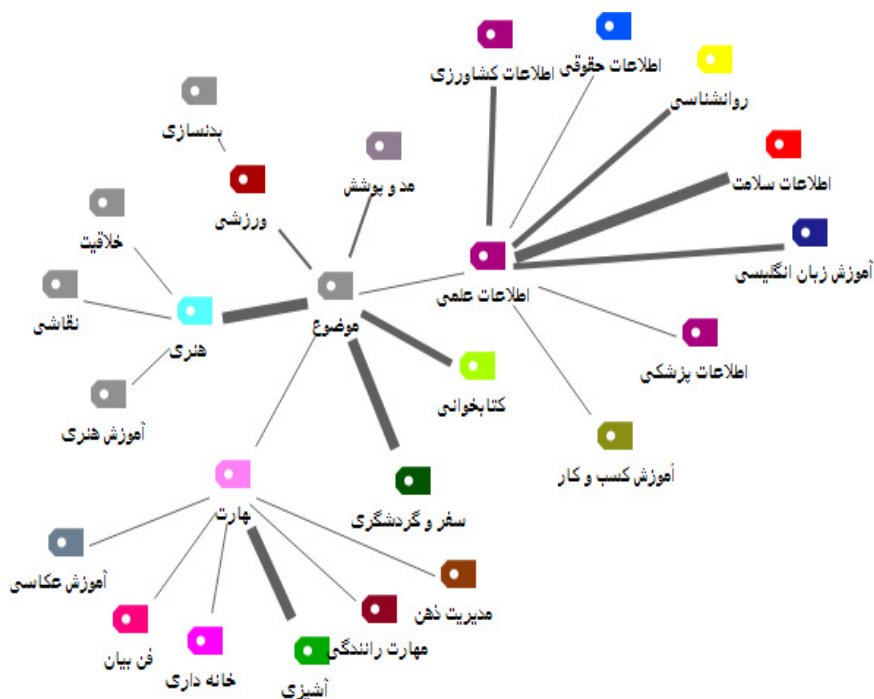 اطلاعات حقوقی
اطلاعات کشاورزی
روانشناسی
بدنسازی
اطلاعات سلامت
مد و پوشش
ورزشی
خلاقیت
آموزش زبان انگلیسی
اطلاعات علمی
نقاشی
موضوع
هنری
اطلاعات پزشکی
کتابخوانی
آموزش هنری
آموزش کسب و کار
مهارت
سفر و گردشگری
آموزش عکاسی
مدیریت ذهن
مهارت رانندگی
فن بیان
خانه داری
آشپزی